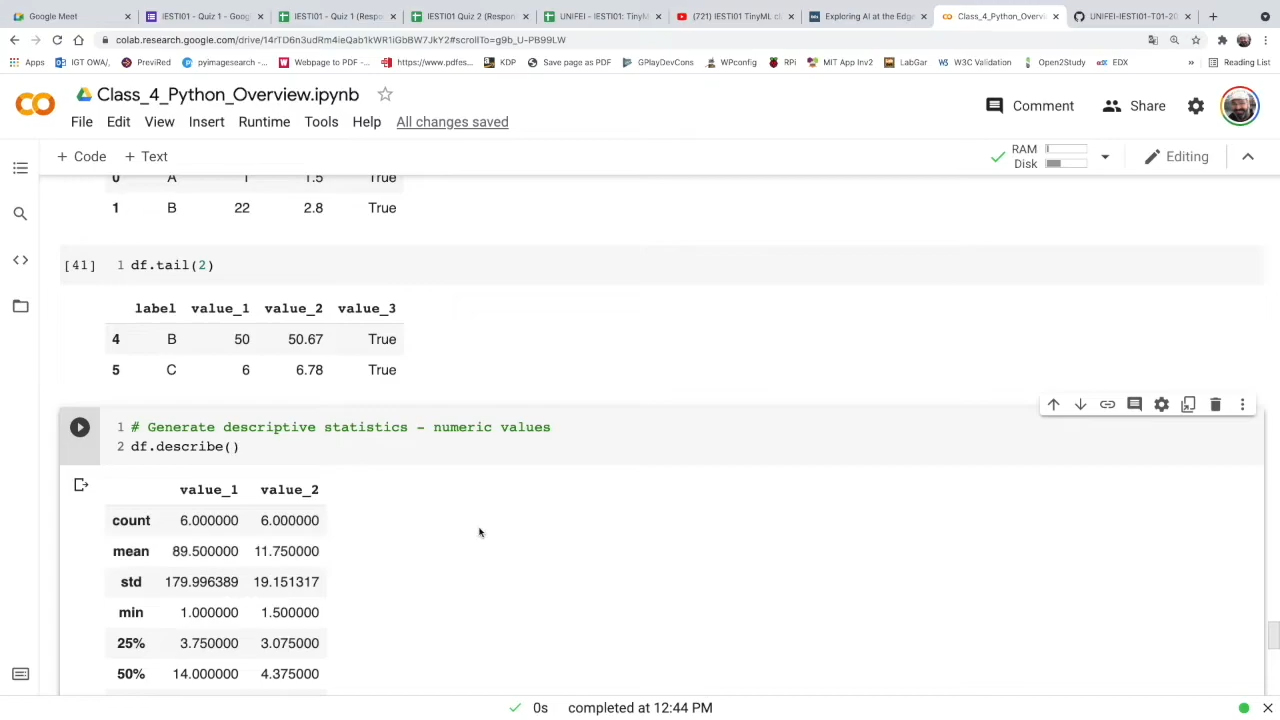 Google Meet
IESTI01 - Quiz 1 - Goog
IESTI01 - Quiz 1 (Respon
IESTI01 Quiz 2 (Respon
UNIFEI - IESTI01: TinyM
(721) IESTI01 TinyML cl
Exploring AI at the Edge
Class_4_Python_Overvi
UNIFEI-IESTI01-T01-20
colab.research.google.com/drive/14rTD6n3udRm4ieQab1kWR1iGbBW7JkY2#scrollTo=g9b_U-PB99LW
Apps
IGT OWA/,
PreviRed
pyimagesearch -...
Webpage to PDF -...
https://www.pdfes...
KDP
Save page as PDF
GPlayDevCons
WPconfig
RPi
MIT App Inv2
LabGar
W3C Validation
Open2Study
EDX
»
Reading List
Class_4_Python_Overview.ipynb
Comment
Share
File Edit View Insert Runtime Tools Help All changes saved
+ Code + Text
RAM
Disk
Editing
0 A 1 1.5 True
1 B 22 2.8 True
[41] 1 df.tail(2)
label value_1 value_2 value_3
4 B 50 50.67 True
5 C 6 6.78 True
1 # Generate descriptive statistics - numeric values
2 df.describe()
value_1 value_2
count 6.000000 6.000000
mean 89.500000 11.750000
std 179.996389 19.151317
min 1.000000 1.500000
25% 3.750000 3.075000
50% 14.000000 4.375000
0s completed at 12:44 PM